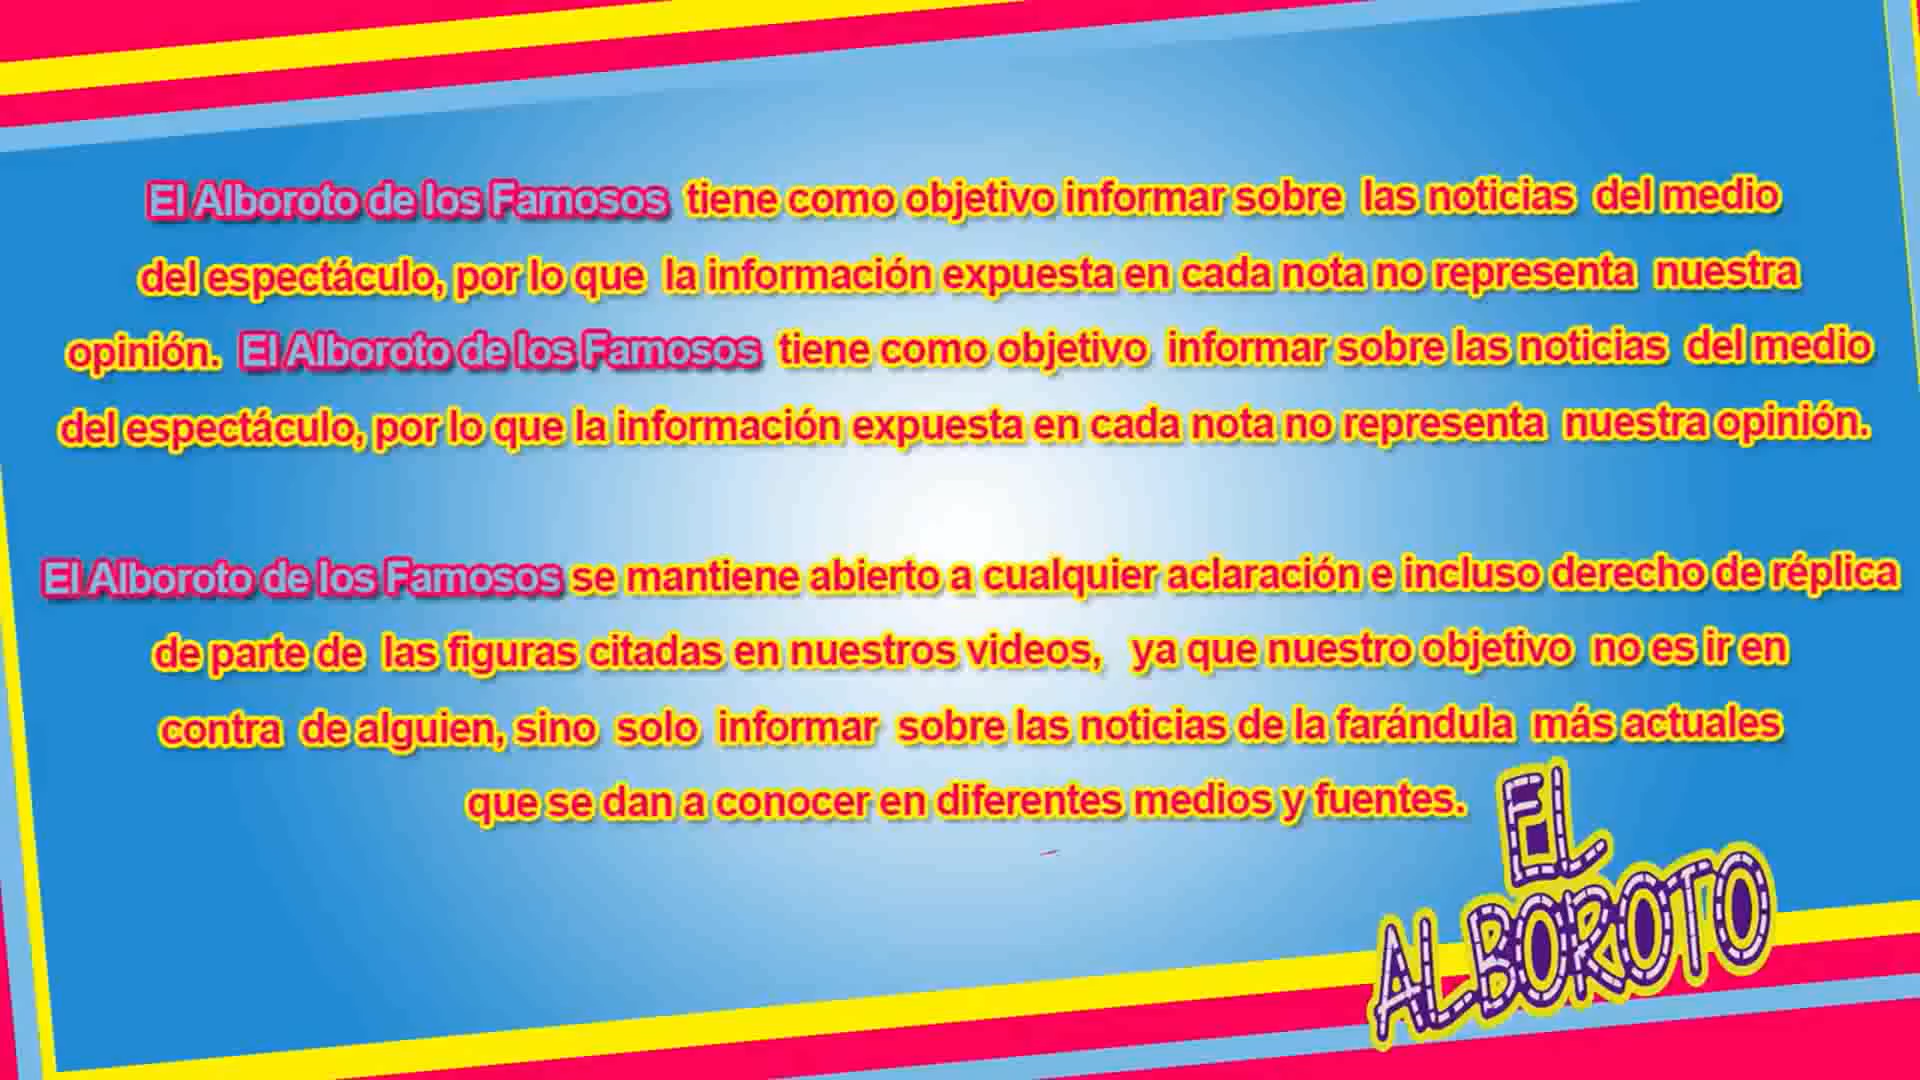 El Alboroto de los Famosos tiene como objetivo informar sobre las noticias del medio
del espectáculo, por lo que la información expuesta en cada nota no representa nuestra
opinión. El Alboroto de los Famosos tiene como objetivo informar sobre las noticias del medio
del espectáculo, por lo que la información expuesta en cada nota no representa nuestra opinión.
El Alboroto de los Famosos se mantiene abierto a cualquier aclaración e incluso derecho de réplica
de parte de las figuras citadas en nuestros videos, ya que nuestro objetivo no es ir en
contra de alguien, sino solo informar sobre las noticias de la farándula más actuales
que se dan a conocer en diferentes medios y fuentes.
EL
ALBOROTO